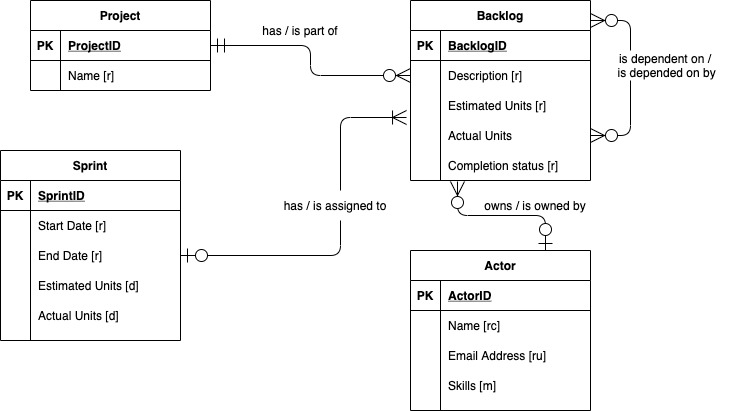 Project
PK ProjectID
Name [r]
has / is part of
Backlog
PK BacklogID
Description [r]
Estimated Units [r]
Actual Units
Completion status [r]
is dependent on /
is depended on by
Sprint
PK SprintID
Start Date [r]
End Date [r]
Estimated Units [d]
Actual Units [d]
has / is assigned to
owns / is owned by
Actor
PK ActorID
Name [rc]
Email Address [ru]
Skills [m]